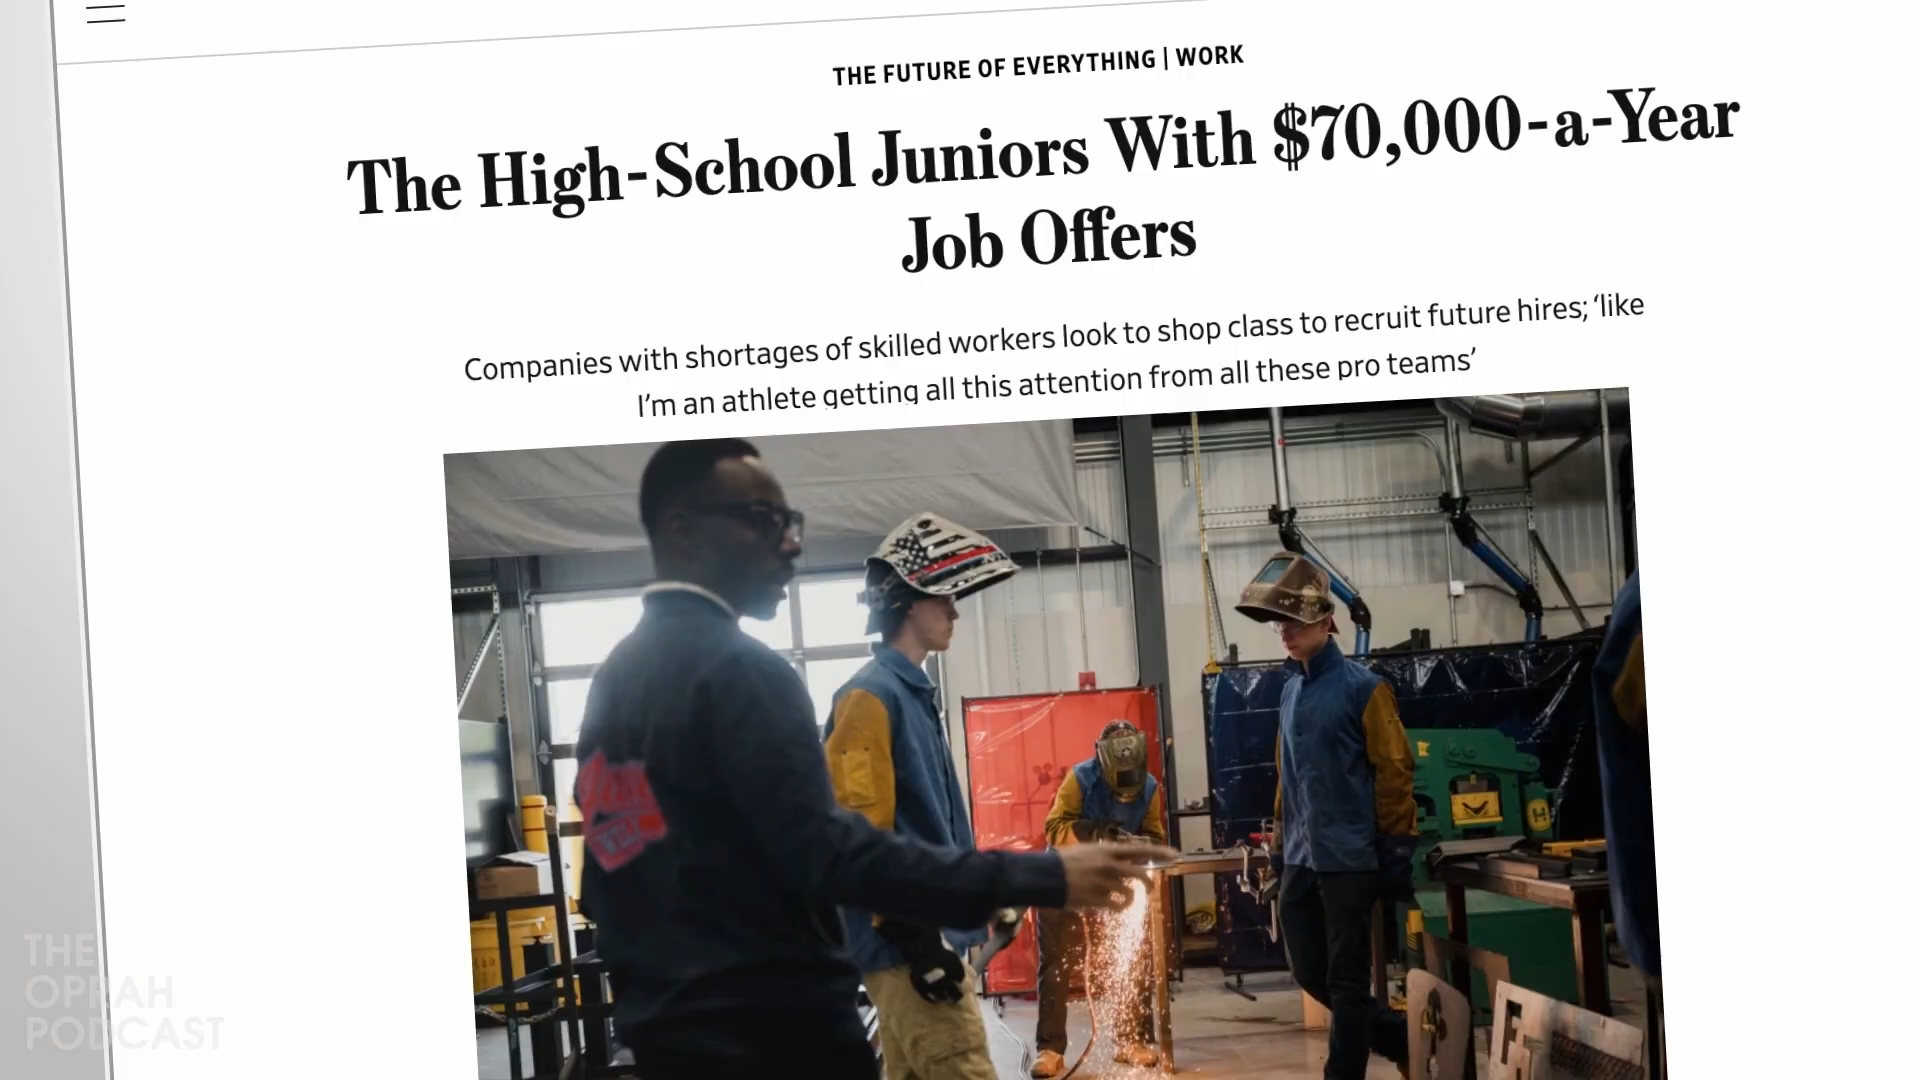 THE FUTURE OF EVERYTHING | WORK
The High-School Juniors With $70,000-a-Year
Job Offers
Companies with shortages of skilled workers look to shop class to recruit future hires; ‘like
I’m an athlete getting all this attention from all these pro teams’
THE
OPRAH
PODCAST